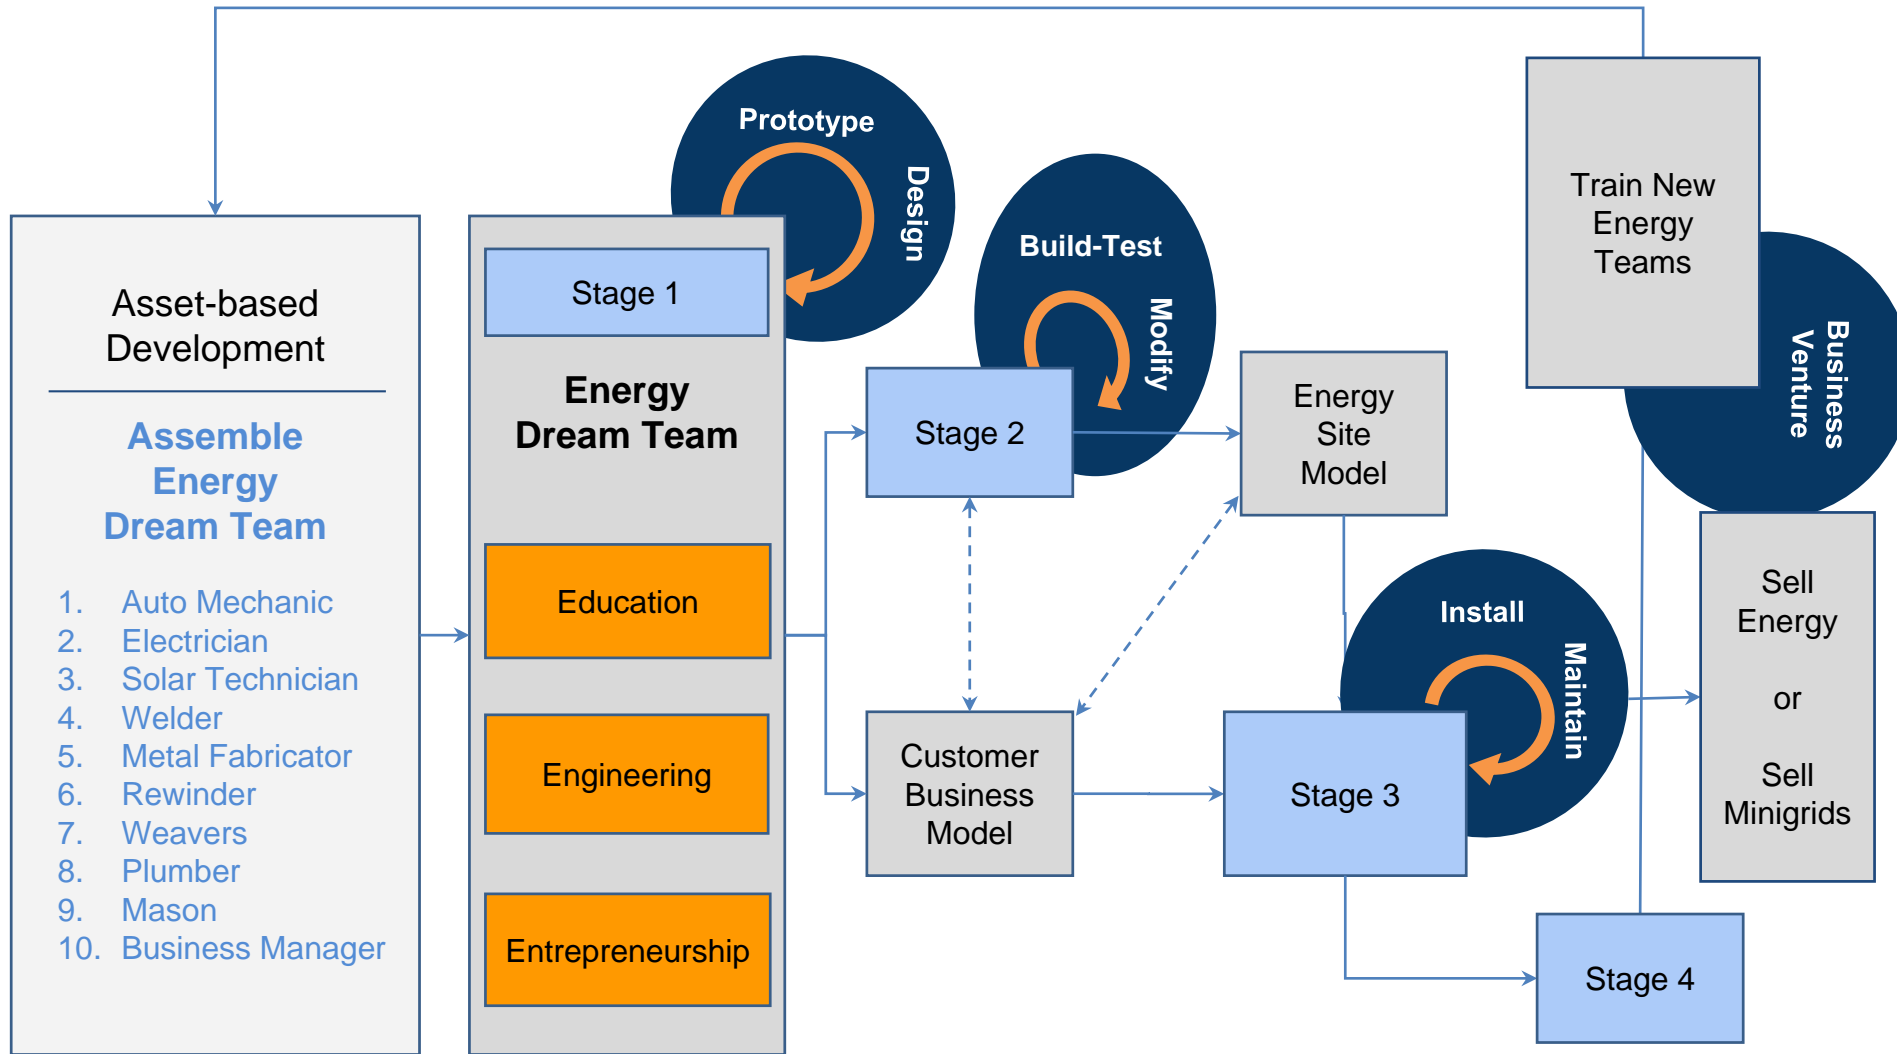 Asset-based
Development
Assemble
Energy
Dream Team
1. Auto Mechanic
2. Electrician
3. Solar Technician
4. Welder
5. Metal Fabricator
6. Rewinder
7. Weavers
8. Plumber
9. Mason
10. Business Manager
Stage 1
Energy
Dream Team
Education
Engineering
Entrepreneurship
Prototype
Design
Stage 2
Build-Test
Modify
Customer
Business
Model
Energy
Site
Model
Stage 3
Install
Maintain
Stage 4
Train New
Energy
Teams
Business
Venture
Sell
Energy
or
Sell
Minigrids